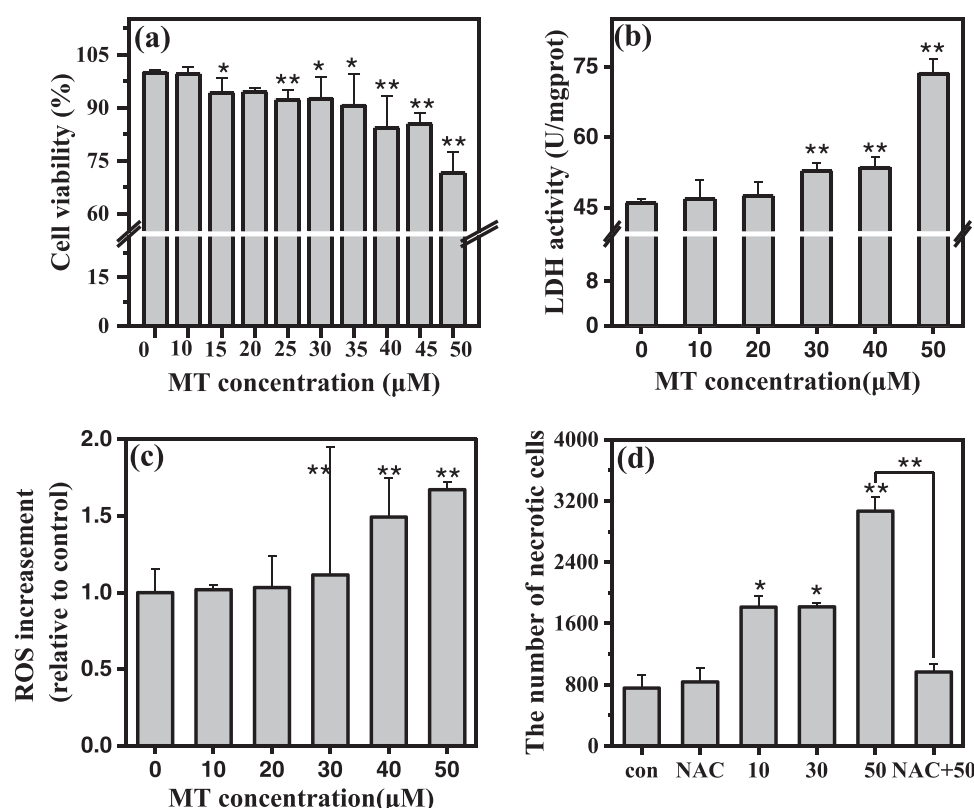 (a)
Cell viability (%)
105
90
75
60
15
0
* ** * * ** ** **
0 10 15 20 25 30 35 40 45 50
MT concentration (μM)
(b)
LDH activity (U/mgprot)
75
60
45
8
0
** ** **
0 10 20 30 40 50
MT concentration(μM)
(c)
ROS increasement
(relative to control)
2.0
1.5
1.0
0.5
0.0
** ** **
0 10 20 30 40 50
MT concentration(μM)
(d)
The number of necrotic cells
4000
3200
2400
1600
800
0
* * ** **
con NAC 10 30 50 NAC+50